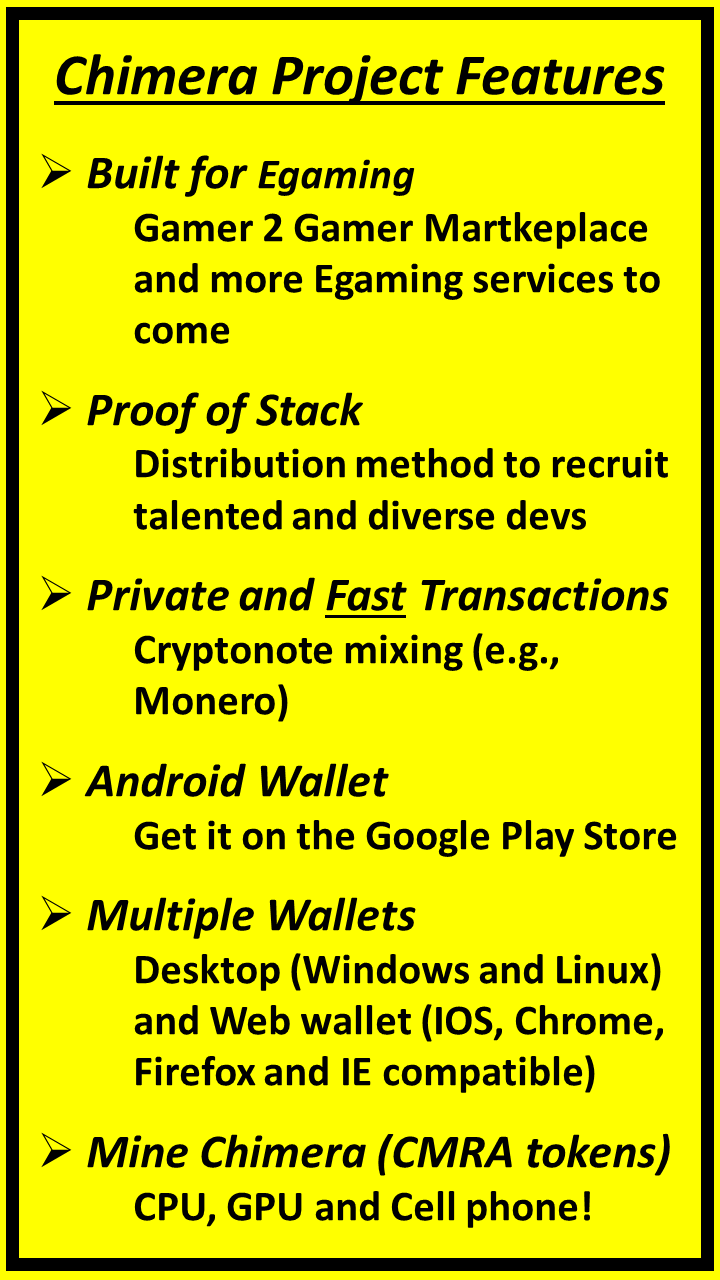 Chimera Project Features
➢ Built for Egaming
Gamer 2 Gamer Martkeplace
and more Egaming services to
come
➢ Proof of Stack
Distribution method to recruit
talented and diverse devs
➢ Private and Fast Transactions
Cryptonote mixing (e.g.,
Monero)
➢ Android Wallet
Get it on the Google Play Store
➢ Multiple Wallets
Desktop (Windows and Linux)
and Web wallet (IOS, Chrome,
Firefox and IE compatible)
➢ Mine Chimera (CMRA tokens)
CPU, GPU and Cell phone!